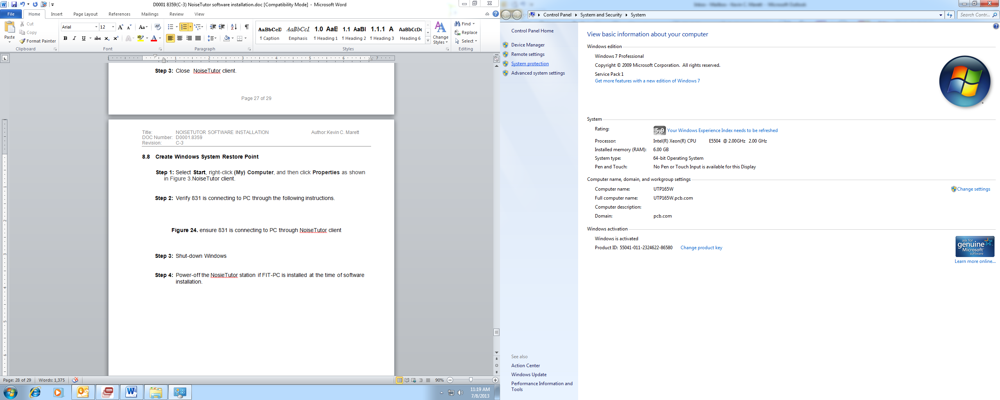 D0001 8359(C-3) NoiseTutor software installation.doc [Compatibility Mode] - Microsoft Word
File Home Insert Page Layout References Mailings Review View
Paste
Cut
Copy
Format Painter
Clipboard
Arial 12
Font
Paragraph
AaBbCcD AaBbCcL 1.0 AaB 1.1 AaBl 1.1.1 A AaBbCcDc
¶ Caption Emphasis ¶ Heading 1 ¶ Heading 2 ¶ Heading 3 Heading 6
Change Styles
Styles
Find
Replace
Select
Editing
Step 3: Close NoiseTutor client.
Page 27 of 29
Title: NOISETUTOR SOFTWARE INSTALLATION Author:Kevin C. Marett
DOC Number: D0001.8359
Revision: C-3
8.8 Create Windows System Restore Point
Step 1: Select Start, right-click (My) Computer, and then click Properties as shown
in Figure 3.NoiseTutor client.
Step 2: Verify 831 is connecting to PC through the following instructions.
Figure 24. ensure 831 is connecting to PC through NoiseTutor client
Step 3: Shut-down Windows
Step 4: Power-off the NosieTutor station if FIT-PC is installed at the time of software
installation.
Page: 28 of 29 Words: 1,375 90%
11:19 AM
7/8/2013
Control Panel System and Security System
Search Contr...
Control Panel Home
Device Manager
Remote settings
System protection
Advanced system settings
See also
Action Center
Windows Update
Performance Information and
Tools
View basic information about your computer
Windows edition
Windows 7 Professional
Copyright © 2009 Microsoft Corporation. All rights reserved.
Service Pack 1
Get more features with a new edition of Windows 7
System
Rating: 5.9 Your Windows Experience Index needs to be refreshed
Processor: Intel(R) Xeon(R) CPU E5504 @ 2.00GHz 2.00 GHz
Installed memory (RAM): 6.00 GB
System type: 64-bit Operating System
Pen and Touch: No Pen or Touch Input is available for this Display
Computer name, domain, and workgroup settings
Computer name: UTP165W
Change settings
Full computer name: UTP165W.pcb.com
Computer description:
Domain: pcb.com
Windows activation
Windows is activated
Product ID: 55041-011-2324622-86580 Change product key
ask for
genuine
Microsoft
software
Learn more online...